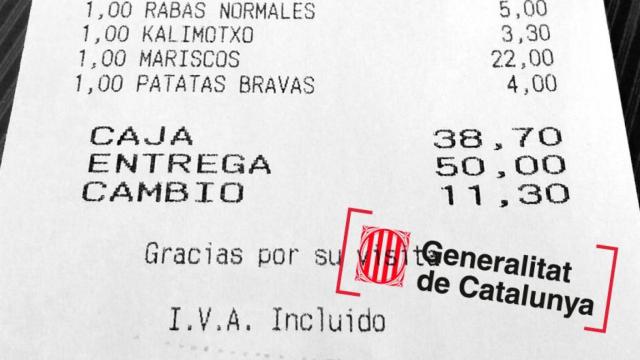 1,00 RABAS NORMALES 5,00
1,00 KALIMOTXO 3,30
1,00 MARISCOS 22,00
1,00 PATATAS BRAVAS 4,00
CAJA 38,70
ENTREGA 50,00
CAMBIO 11,30
Gracias por su visita
Generalitat
de Catalunya
I.V.A. Incluido